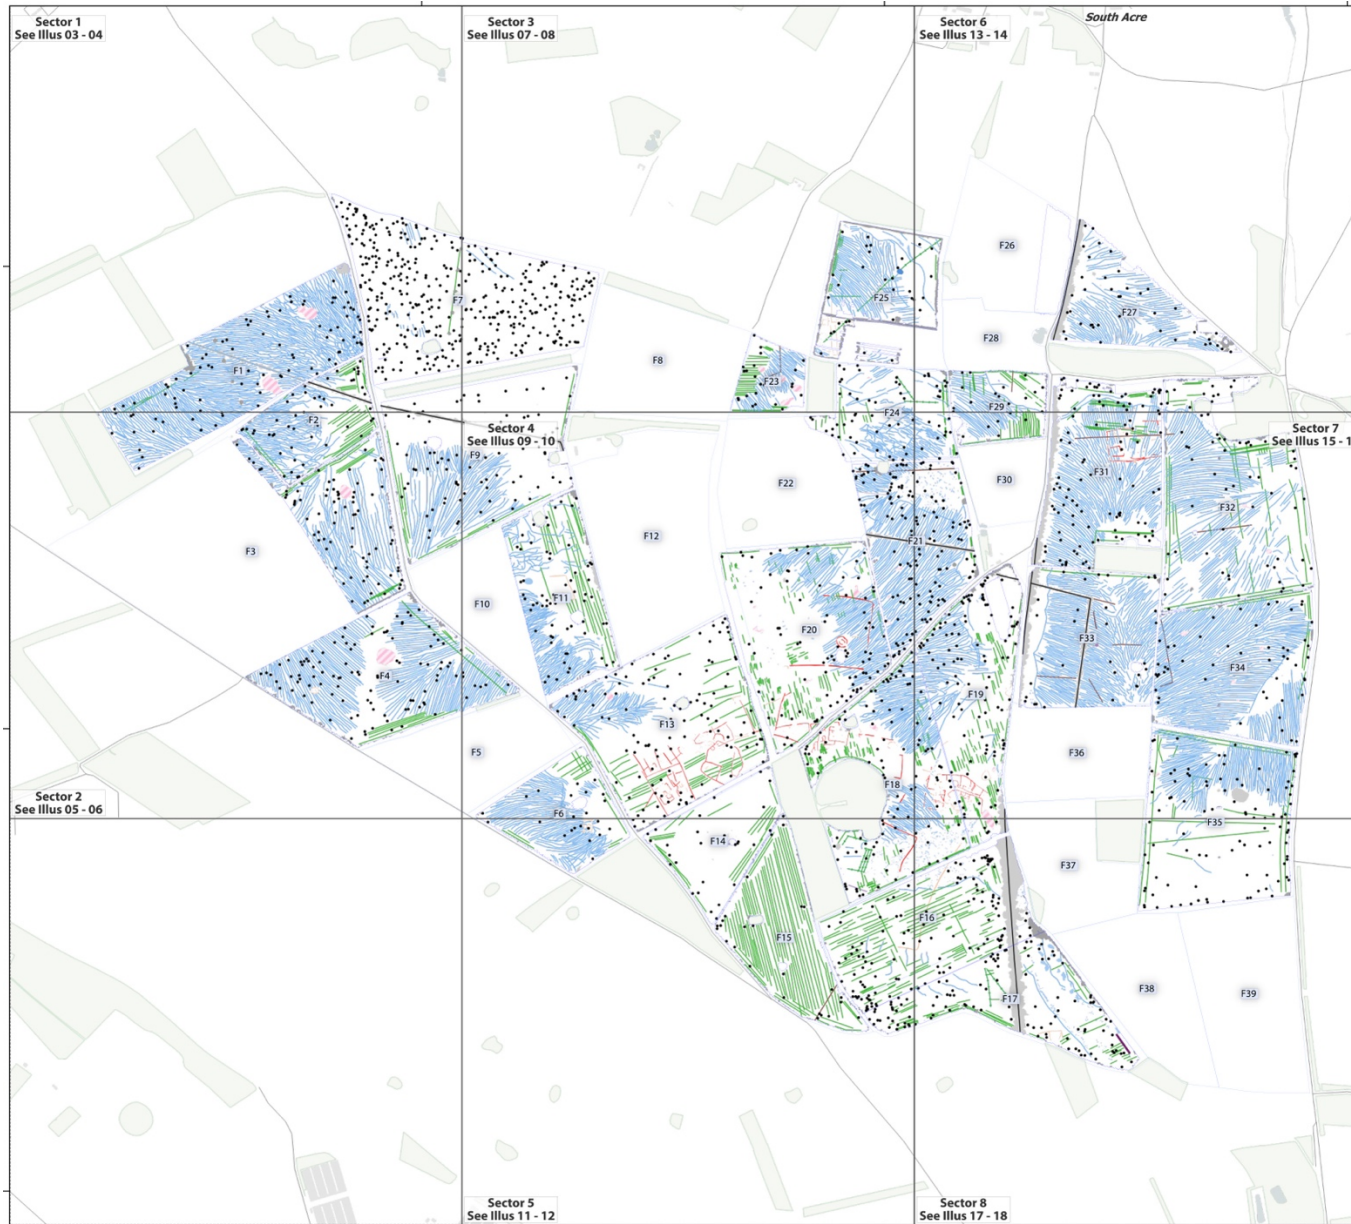 Sector 1
See Illus 03 - 04
Sector 3
See Illus 07 - 08
Sector 6
See Illus 13 - 14
South Acre
F26
F7
F25
F27
F28
F8
F1
F23
F29
F24
F2
Sector 4
See Illus 09 - 10
Sector 7
See Illus 15 - 1
F9
F31
F22
F30
F32
F3
F12
F21
F10
F11
F20
F33
F34
F4
F19
F13
F5
F36
F18
Sector 2
See Illus 05 - 06
F6
F35
F14
F37
F16
F15
F38
F39
F17
Sector 5
See Illus 11 - 12
Sector 8
See Illus 17 - 18